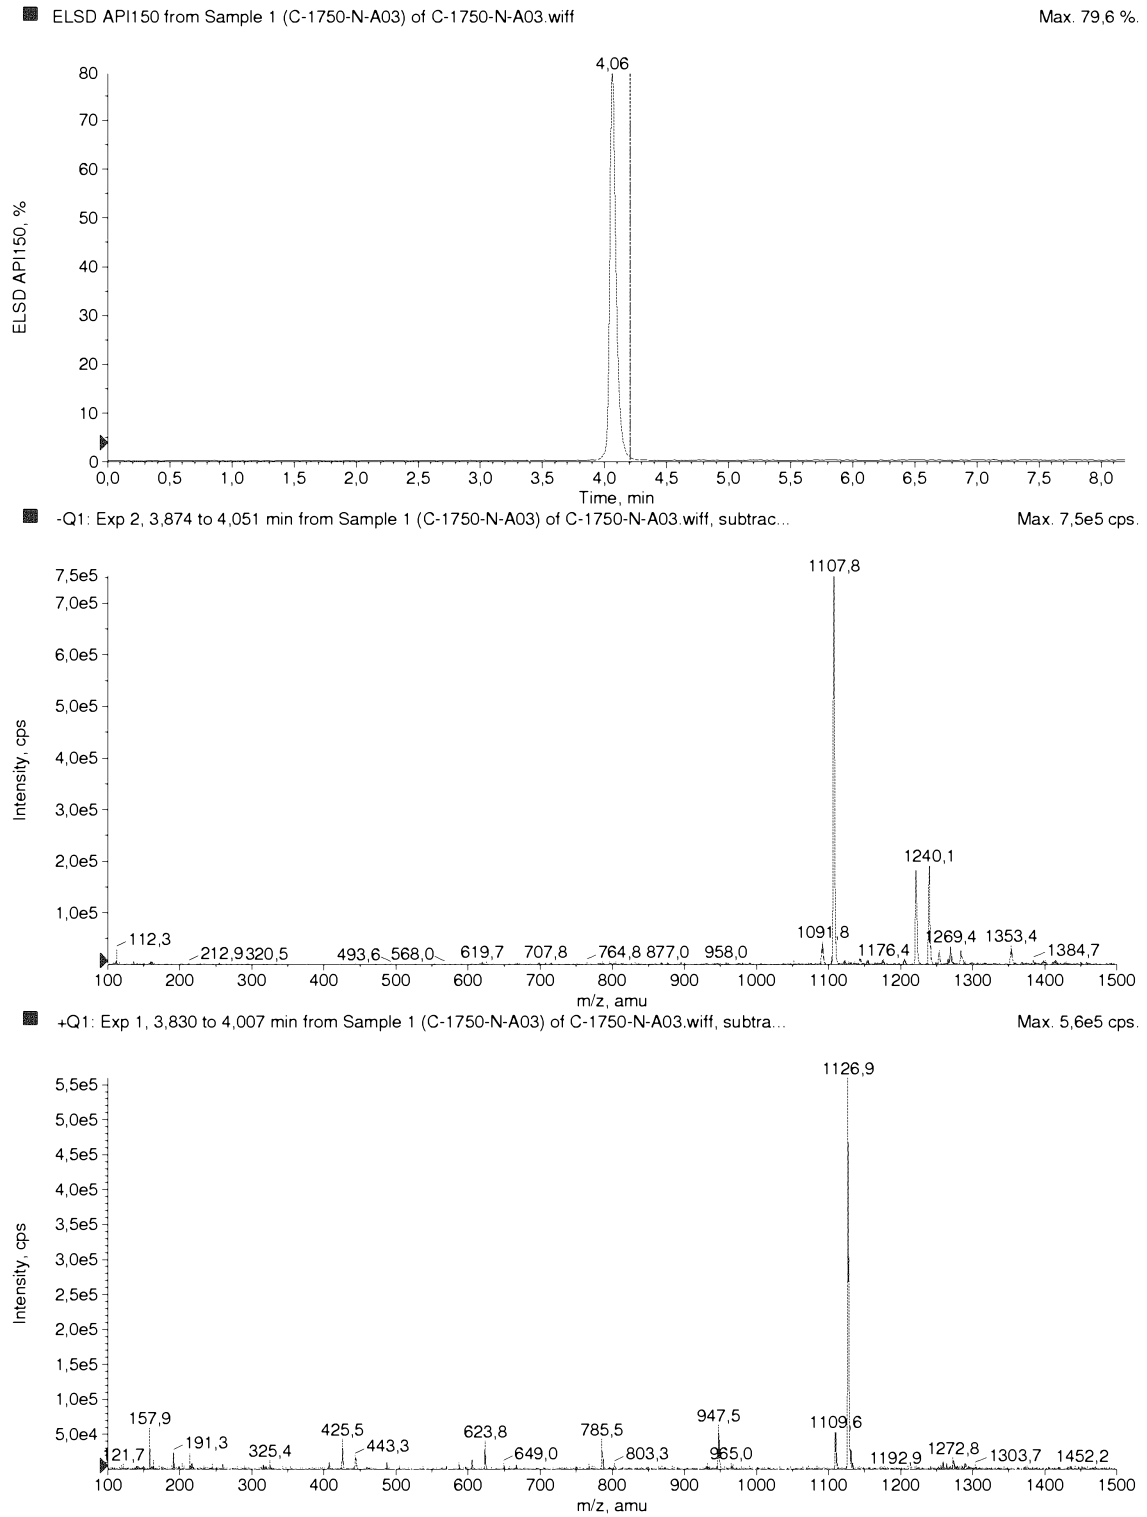 ELSD API150 from Sample 1 (C-1750-N-A03) of C-1750-N-A03.wiff Max. 79,6 %.
4,06
80
70
60
50
40
30
20
10
0
ELSD API150, %
0,0 0,5 1,0 1,5 2,0 2,5 3,0 3,5 4,0 4,5 5,0 5,5 6,0 6,5 7,0 7,5 8,0
Time, min
-Q1: Exp 2, 3,874 to 4,051 min from Sample 1 (C-1750-N-A03) of C-1750-N-A03.wiff, subtrac... Max. 7,5e5 cps.
1107,8
7,5e5
7,0e5
6,0e5
5,0e5
4,0e5
3,0e5
2,0e5
1,0e5
Intensity, cps
1240,1
112,3 212,9 320,5 493,6 568,0 619,7 707,8 764,8 877,0 958,0 1091,8 1176,4 1269,4 1353,4 1384,7
100 200 300 400 500 600 700 800 900 1000 1100 1200 1300 1400 1500
m/z, amu
+Q1: Exp 1, 3,830 to 4,007 min from Sample 1 (C-1750-N-A03) of C-1750-N-A03.wiff, subtra... Max. 5,6e5 cps.
1126,9
5,5e5
5,0e5
4,5e5
4,0e5
3,5e5
3,0e5
2,5e5
2,0e5
1,5e5
1,0e5
5,0e4
Intensity, cps
157,9 425,5 623,8 785,5 947,5 1109,6
121,7 191,3 325,4 443,3 649,0 803,3 965,0 1192,9 1272,8 1303,7 1452,2
100 200 300 400 500 600 700 800 900 1000 1100 1200 1300 1400 1500
m/z, amu